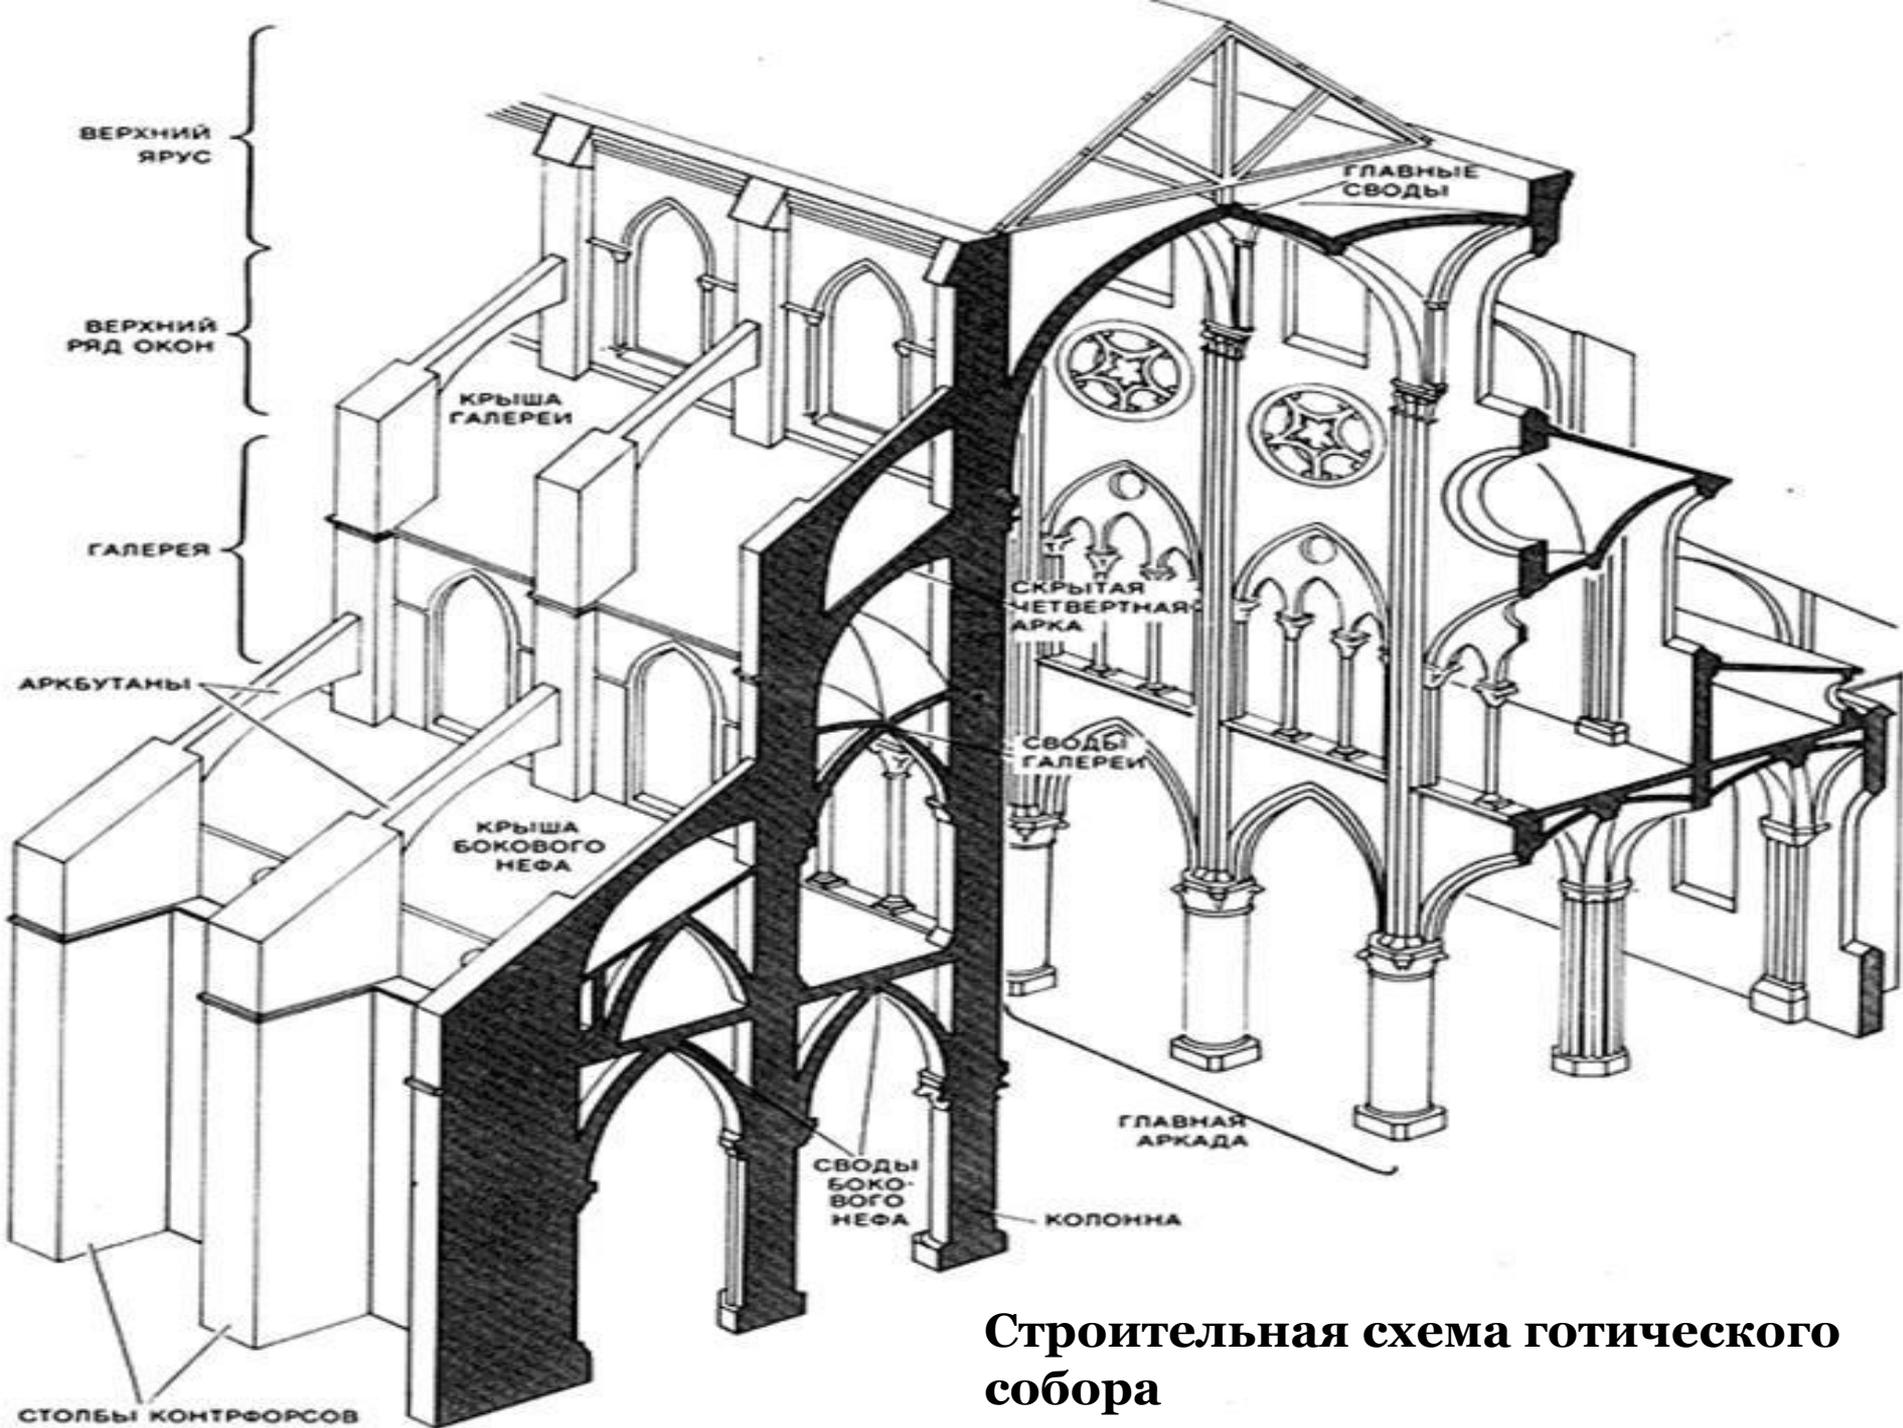 ВЕРХНИЙ
ЯРУС
ГЛАВНЫЕ
СВОДЫ
ВЕРХНИЙ
РЯД ОКОН
КРЫША
ГАЛЕРЕИ
ГАЛЕРЕЯ
СКРЫТАЯ
ЧЕТВЕРТНАЯ
АРКА
АРКБУТАНЫ
СВОДЫ
ГАЛЕРЕИ
КРЫША
БОКОВОГО
НЕФА
ГЛАВНАЯ
АРКАДА
СВОДЫ
БОКО-
ВОГО
НЕФА
КОЛОННА
СТОЛБЫ КОНТРФОРСОВ
Строительная схема готического
собора